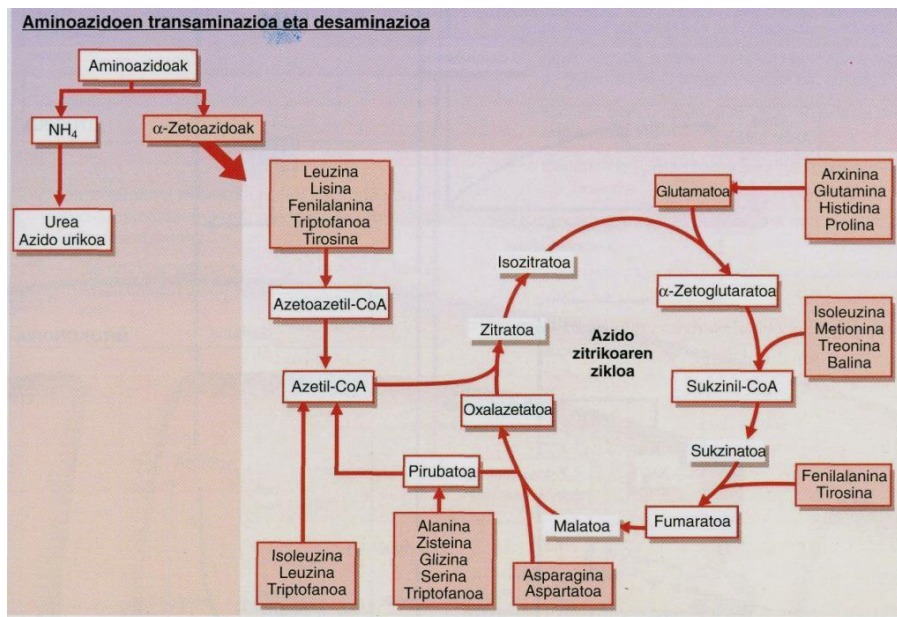 Aminoazidoen transaminazioa eta desaminazioa
Aminoazidoak
NH₄
α-Zetoazidoak
Urea
Azido urikoa
Leuzina
Lisina
Fenilalanina
Triptofanoa
Tirosina
Azetoazetil-CoA
Azetil-CoA
Isoleuzina
Leuzina
Triptofanoa
Pirubatoa
Alanina
Zisteina
Glizina
Serina
Triptofanoa
Asparagina
Aspartatoa
Oxalazetatoa
Zitratoa
Isozitratoa
Azido
zitrikoaren
zikloa
Glutamatoa
Arxinina
Glutamina
Histidina
Prolina
α-Zetoglutaratoa
Isoleuzina
Metionina
Treonina
Balina
Sukzinil-CoA
Sukzinatoa
Fenilalanina
Tirosina
Fumaratoa
Malatoa